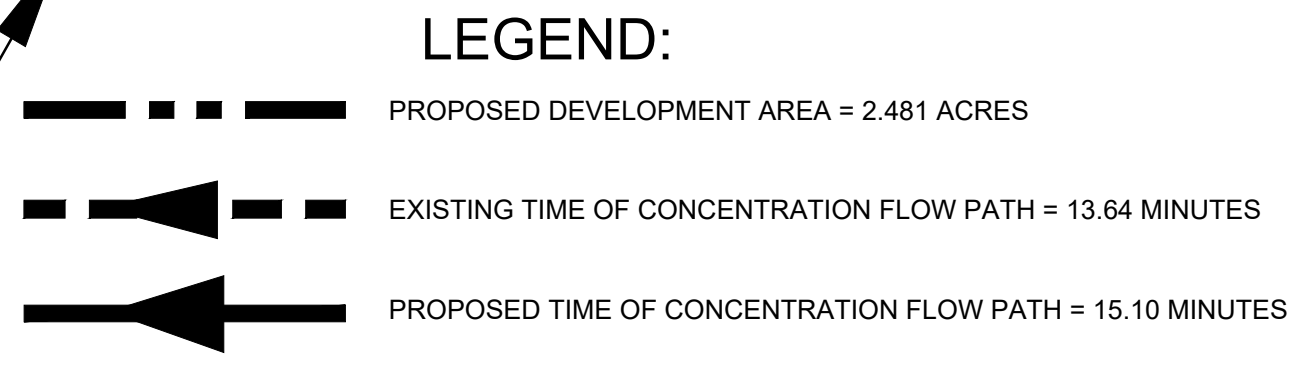 LEGEND:
PROPOSED DEVELOPMENT AREA = 2.481 ACRES
EXISTING TIME OF CONCENTRATION FLOW PATH = 13.64 MINUTES
PROPOSED TIME OF CONCENTRATION FLOW PATH = 15.10 MINUTES